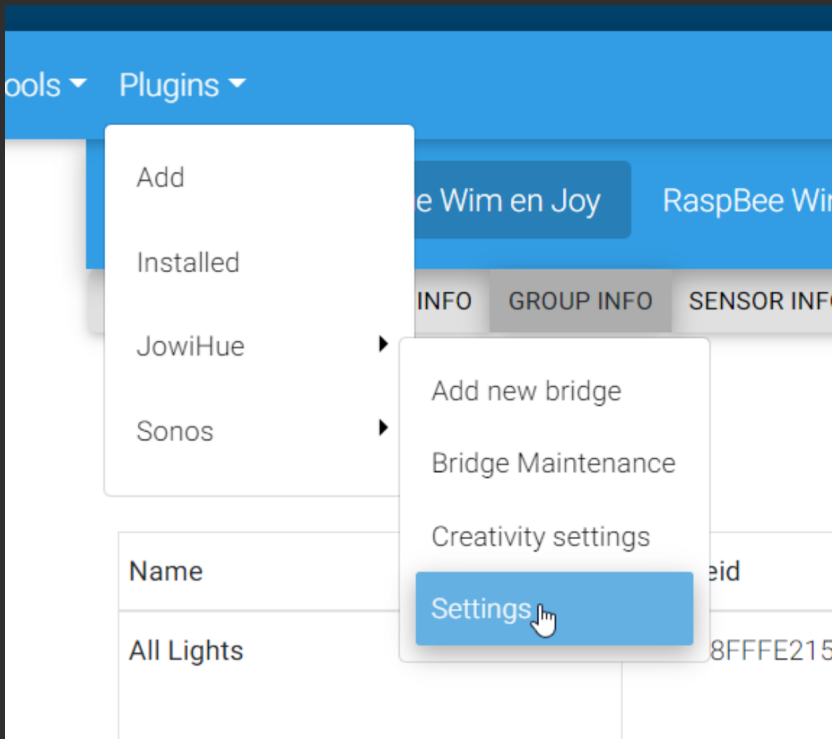 ools Plugins
Add
e Wim en Joy RaspBee Wi
Installed
INFO GROUP INFO SENSOR INFO
JowiHue
Add new bridge
Sonos
Bridge Maintenance
Creativity settings
Name eid
Settings
All Lights 8FFFE215